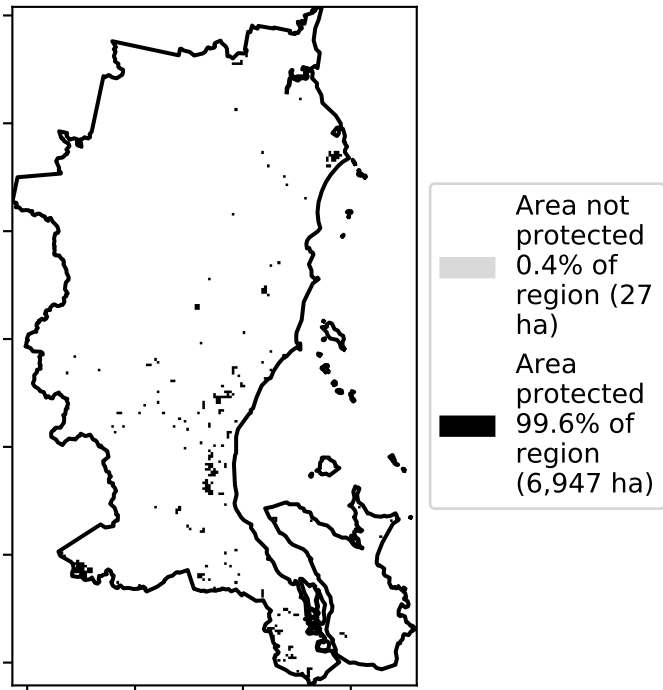 Area not
protected
0.4% of
region (27
ha)
Area
protected
99.6% of
region
(6,947 ha)